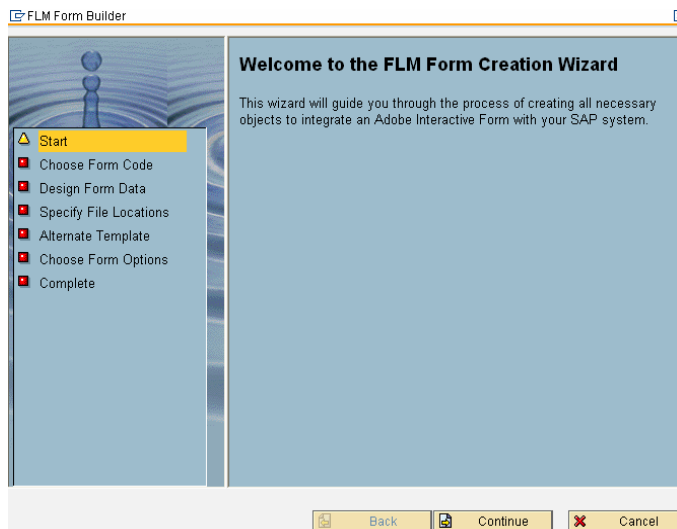 FLM Form Builder
Welcome to the FLM Form Creation Wizard
This wizard will guide you through the process of creating all necessary
objects to integrate an Adobe Interactive Form with your SAP system.
Start
Choose Form Code
Design Form Data
Specify File Locations
Alternate Template
Choose Form Options
Complete
Back
Continue
Cancel